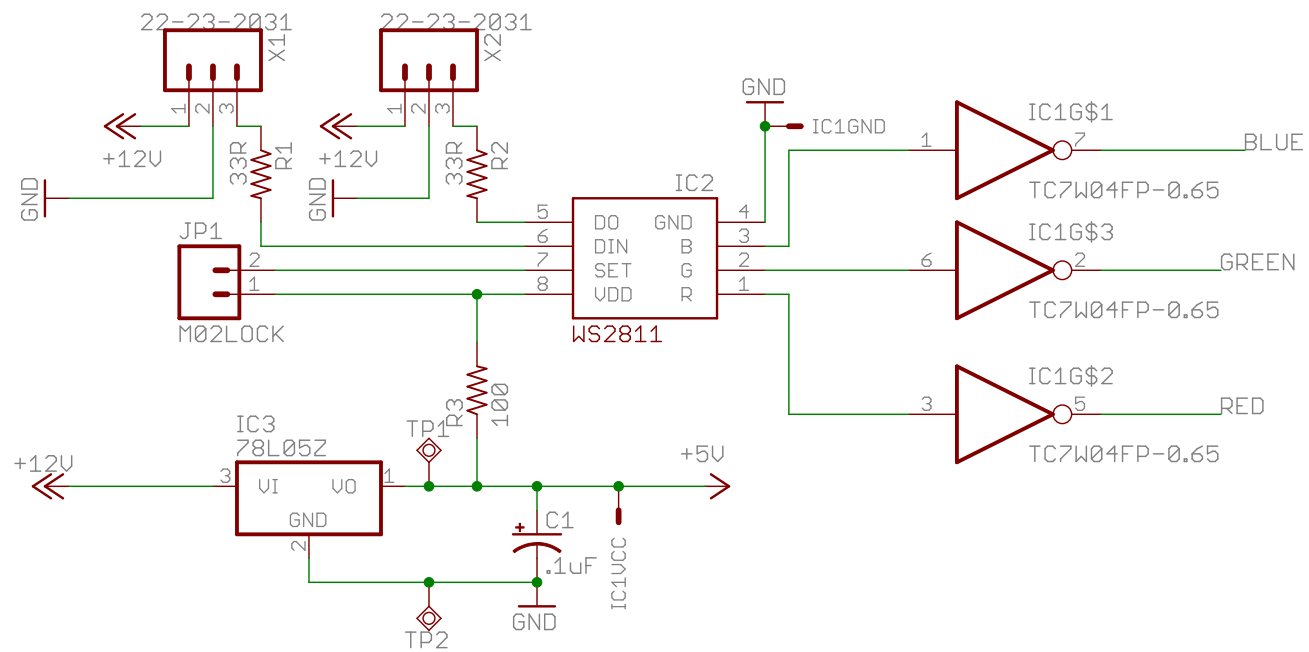 22-23-2031
X1
1
2
3
+12V
GND
33R
R1
22-23-2031
X2
1
2
3
+12V
GND
33R
R2
JP1
2
1
M02LOCK
IC2
5
DO
6
DIN
7
SET
8
VDD
GND
4
B
3
G
2
R
1
WS2811
GND
IC1GND
IC1G$1
1
7
BLUE
TC7W04FP-0.65
IC1G$3
6
2
GREEN
TC7W04FP-0.65
IC1G$2
3
5
RED
TC7W04FP-0.65
R3
100
IC3
78L05Z
+12V
3
VI
VO
1
GND
2
TP1
+5V
C1
+
.1uF
IC1VCC
GND
TP2